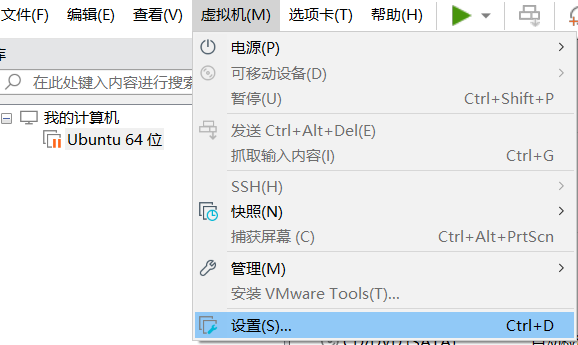 文件(F) 编辑(E) 查看(V) 虚拟机(M) 选项卡(T) 帮助(H)
库
在此处键入内容进行搜索
我的计算机
Ubuntu 64 位
电源(P)
可移动设备(D)
暂停(U) Ctrl+Shift+P
发送 Ctrl+Alt+Del(E)
抓取输入内容(I) Ctrl+G
SSH(H)
快照(N)
捕获屏幕 (C) Ctrl+Alt+PrtScn
管理(M)
安装 VMware Tools(T)...
设置(S)... Ctrl+D